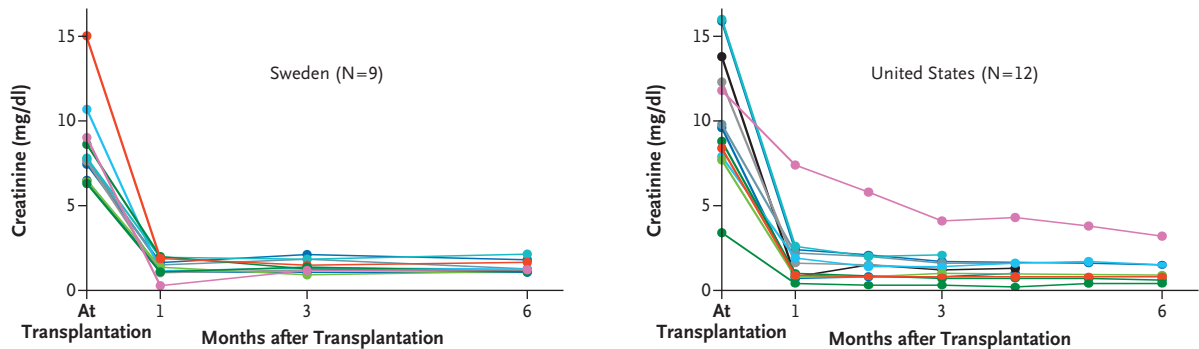 15
10
5
0
Creatinine (mg/dl)
Sweden (N=9)
At
Transplantation
1
3
6
Months after Transplantation
15
10
5
0
Creatinine (mg/dl)
United States (N=12)
At
Transplantation
1
3
6
Months after Transplantation